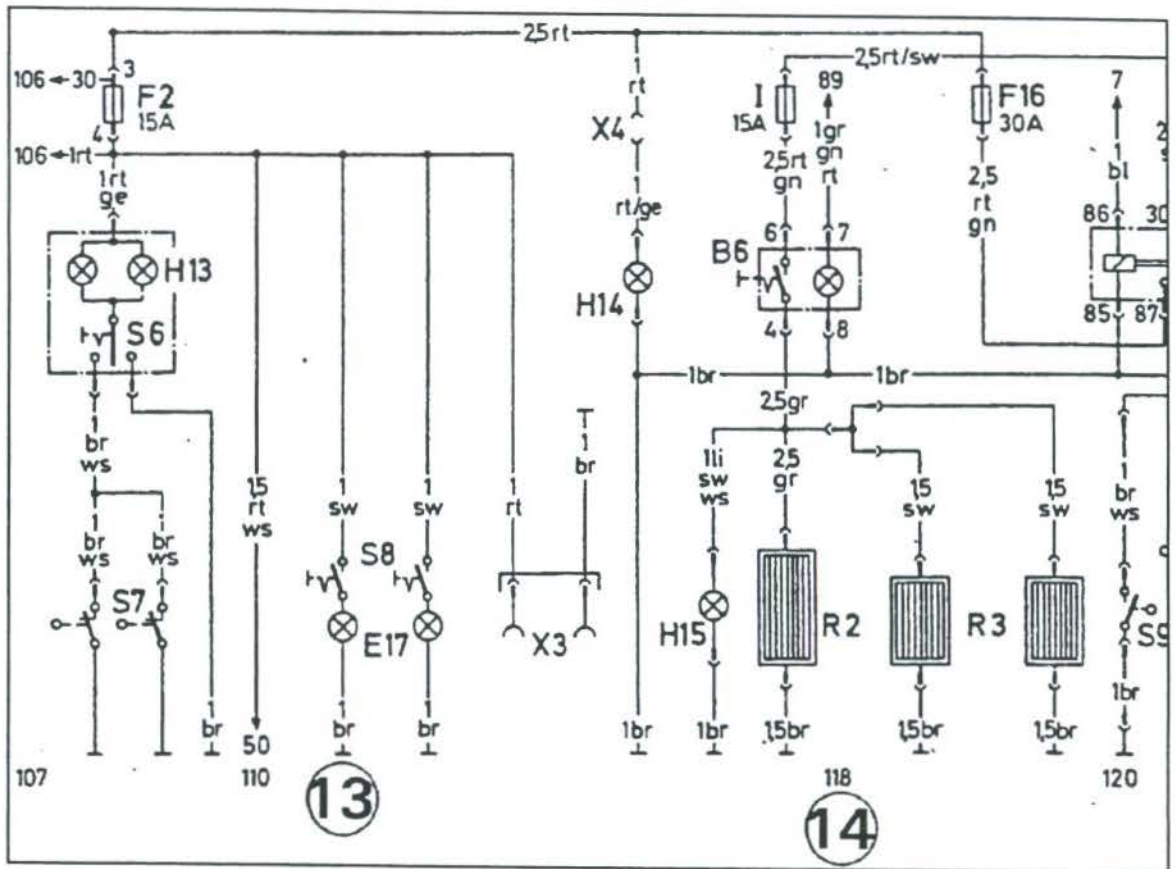 2,5rt
2,5rt/sw
106
30
3
F2
15A
4
1
rt
X4
I
15A
89
F16
30A
7
106
1rt
1rt
ge
2,5rt
gn
1gr
gn
rt
2,5
rt
gn
1
bl
1
rt/ge
86
30
6
7
B6
H13
H14
S6
4
8
85
87
1br
1br
2,5gr
1
br
ws
1
br
1li
sw
ws
2,5
gr
1,5
rt
ws
1
sw
1
sw
1
rt
1,5
sw
1,5
sw
1
br
ws
1
br
ws
br
ws
S8
S7
E17
X3
H15
R2
R3
S9
1
br
1
br
1
br
1br
1br
1,5br
1,5br
1,5br
1br
50
107
110
118
120
13
14